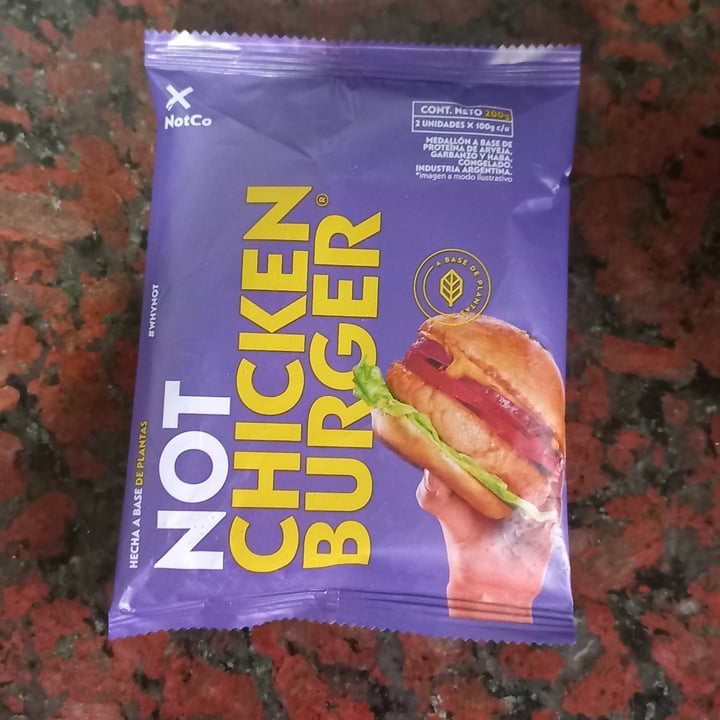 NotCo
CONT. NETO 200g
2 UNIDADES X 100g c/u
MEDALLÓN A BASE DE
PROTEÍNA DE ARVEJA,
GARBANZO Y HABA,
CONGELADO.
INDUSTRIA ARGENTINA.
*Imagen a modo ilustrativo
A BASE DE PLANTAS
NOT
CHICKEN
BURGER®
#WHYNOT
HECHA A BASE DE PLANTAS